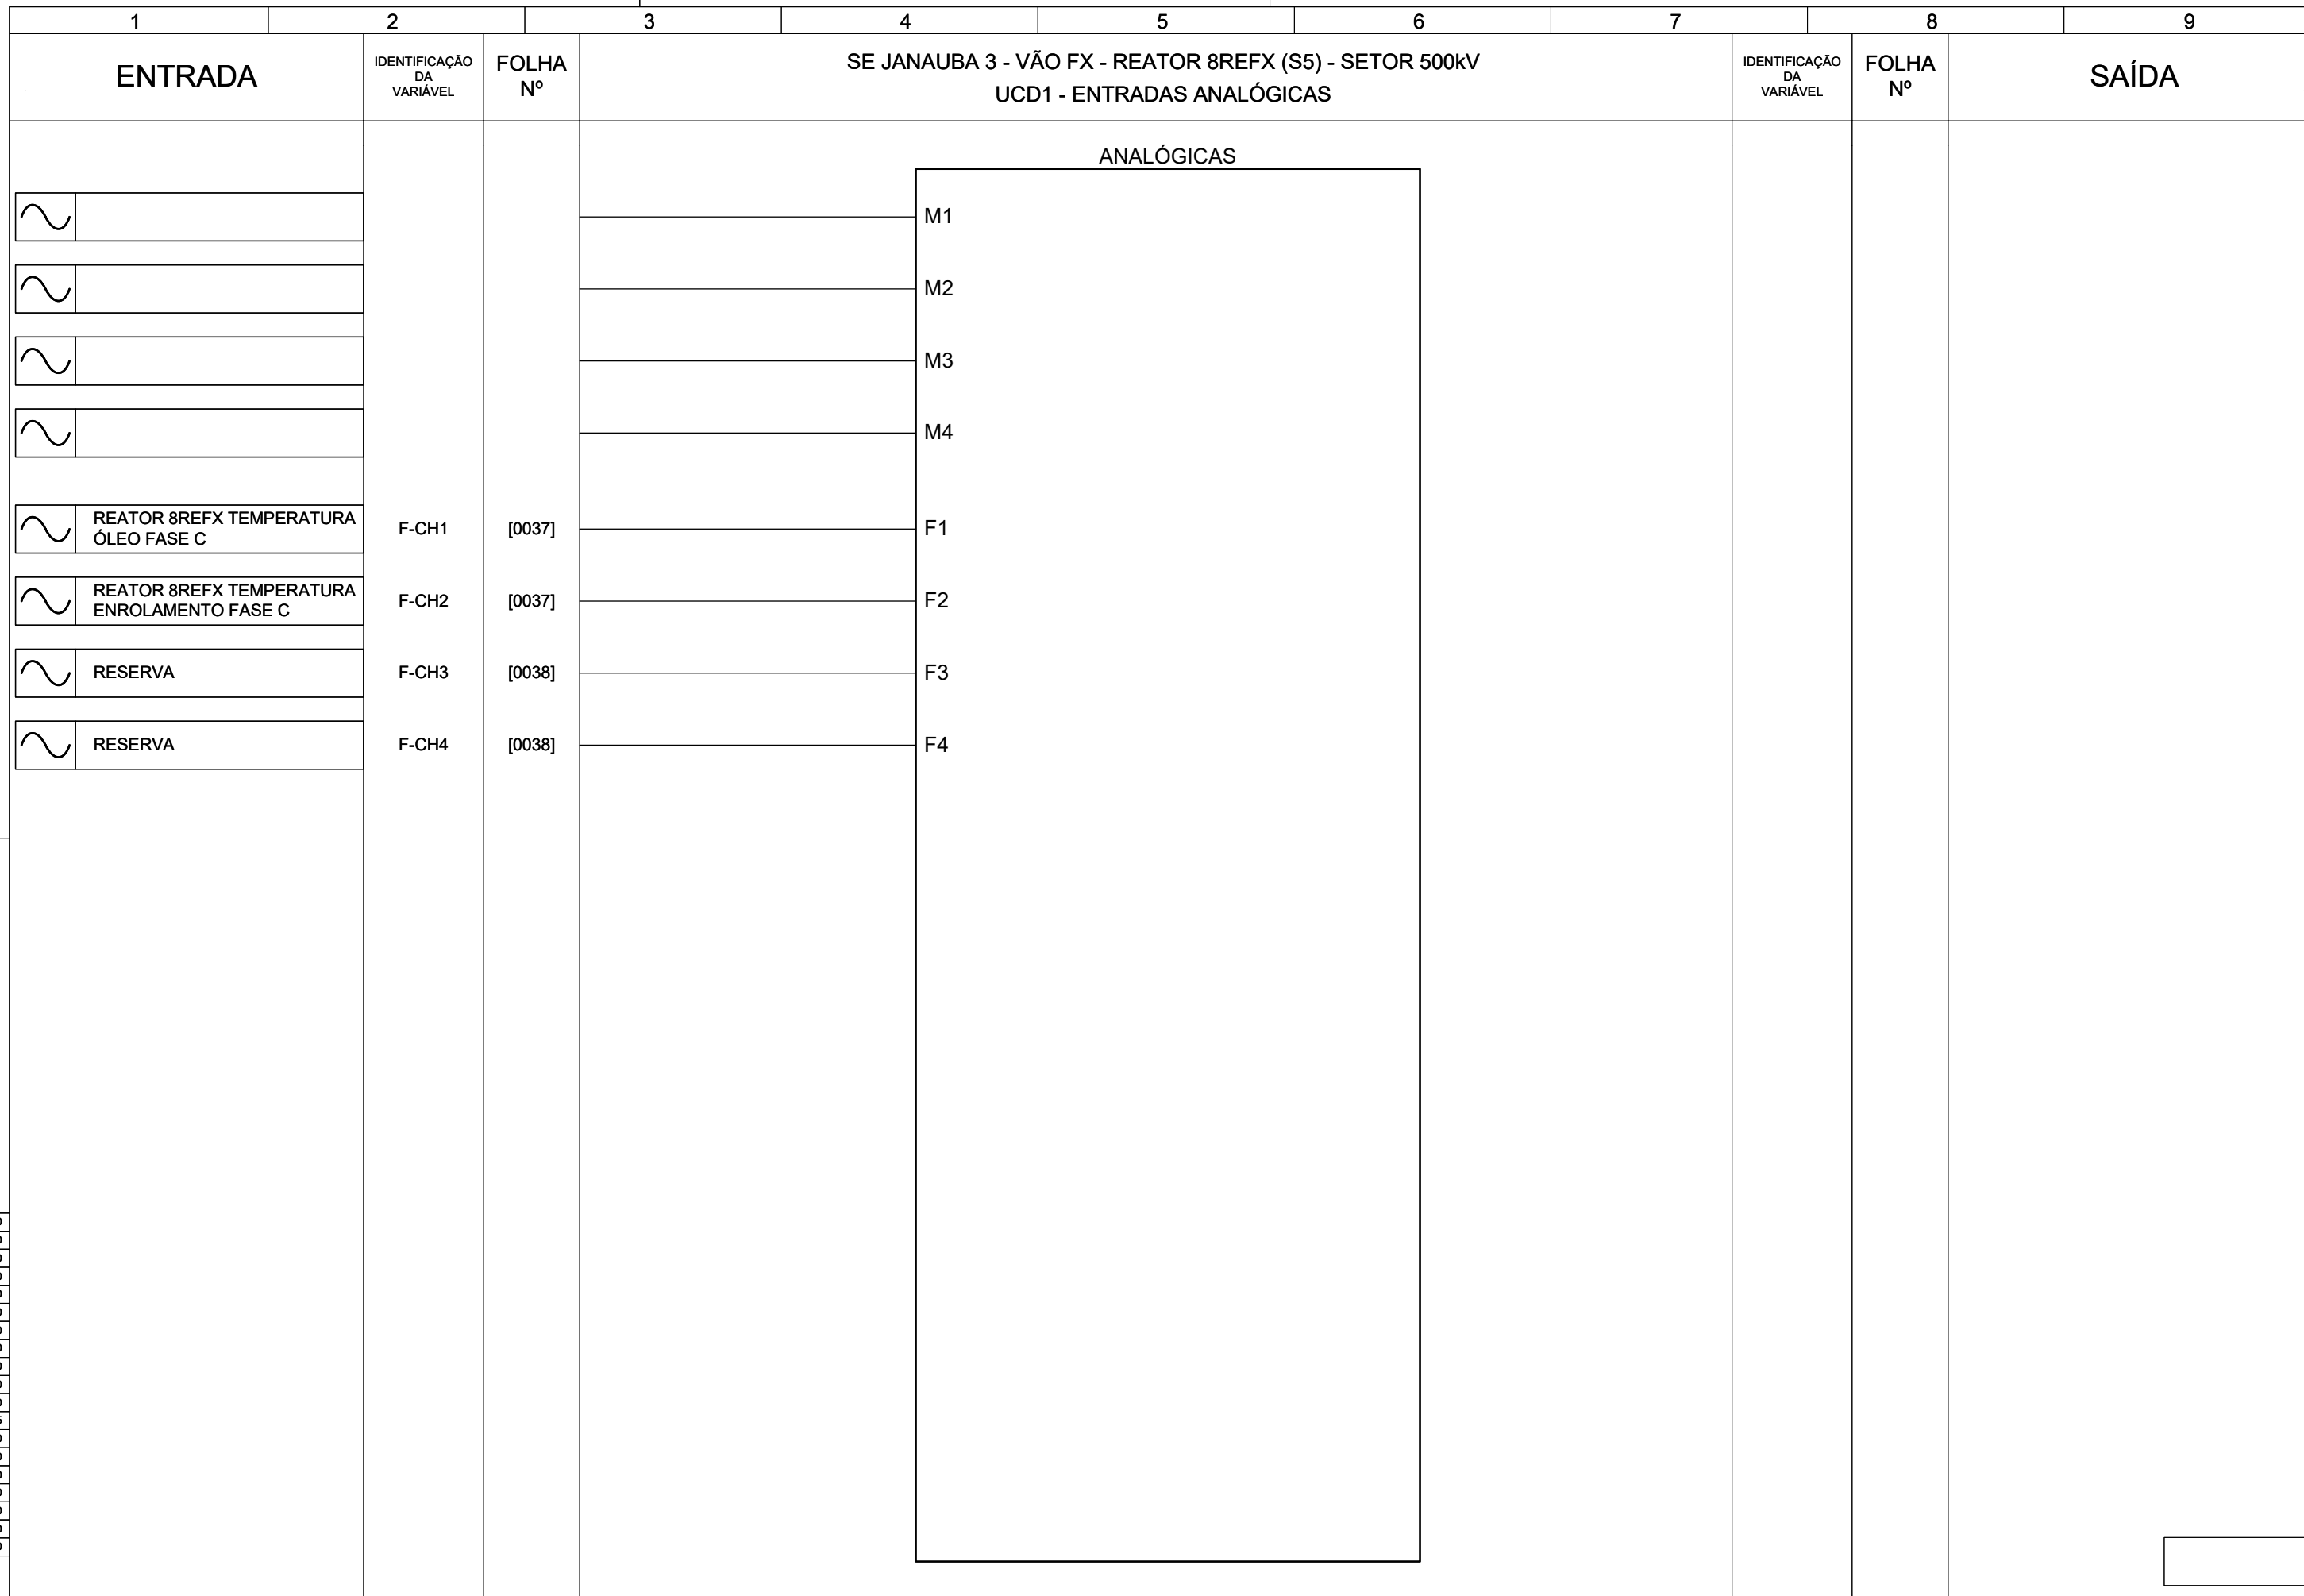 1 2 3 4 5 6 7 8 9
ENTRADA
IDENTIFICAÇÃO
DA
VARIÁVEL
FOLHA
Nº
SE JANAUBA 3 - VÃO FX - REATOR 8REFX (S5) - SETOR 500kV
UCD1 - ENTRADAS ANALÓGICAS
IDENTIFICAÇÃO
DA
VARIÁVEL
FOLHA
Nº
SAÍDA
ANALÓGICAS
M1
M2
M3
M4
REATOR 8REFX TEMPERATURA
ÓLEO FASE C
F-CH1
[0037]
F1
REATOR 8REFX TEMPERATURA
ENROLAMENTO FASE C
F-CH2
[0037]
F2
RESERVA
F-CH3
[0038]
F3
RESERVA
F-CH4
[0038]
F4